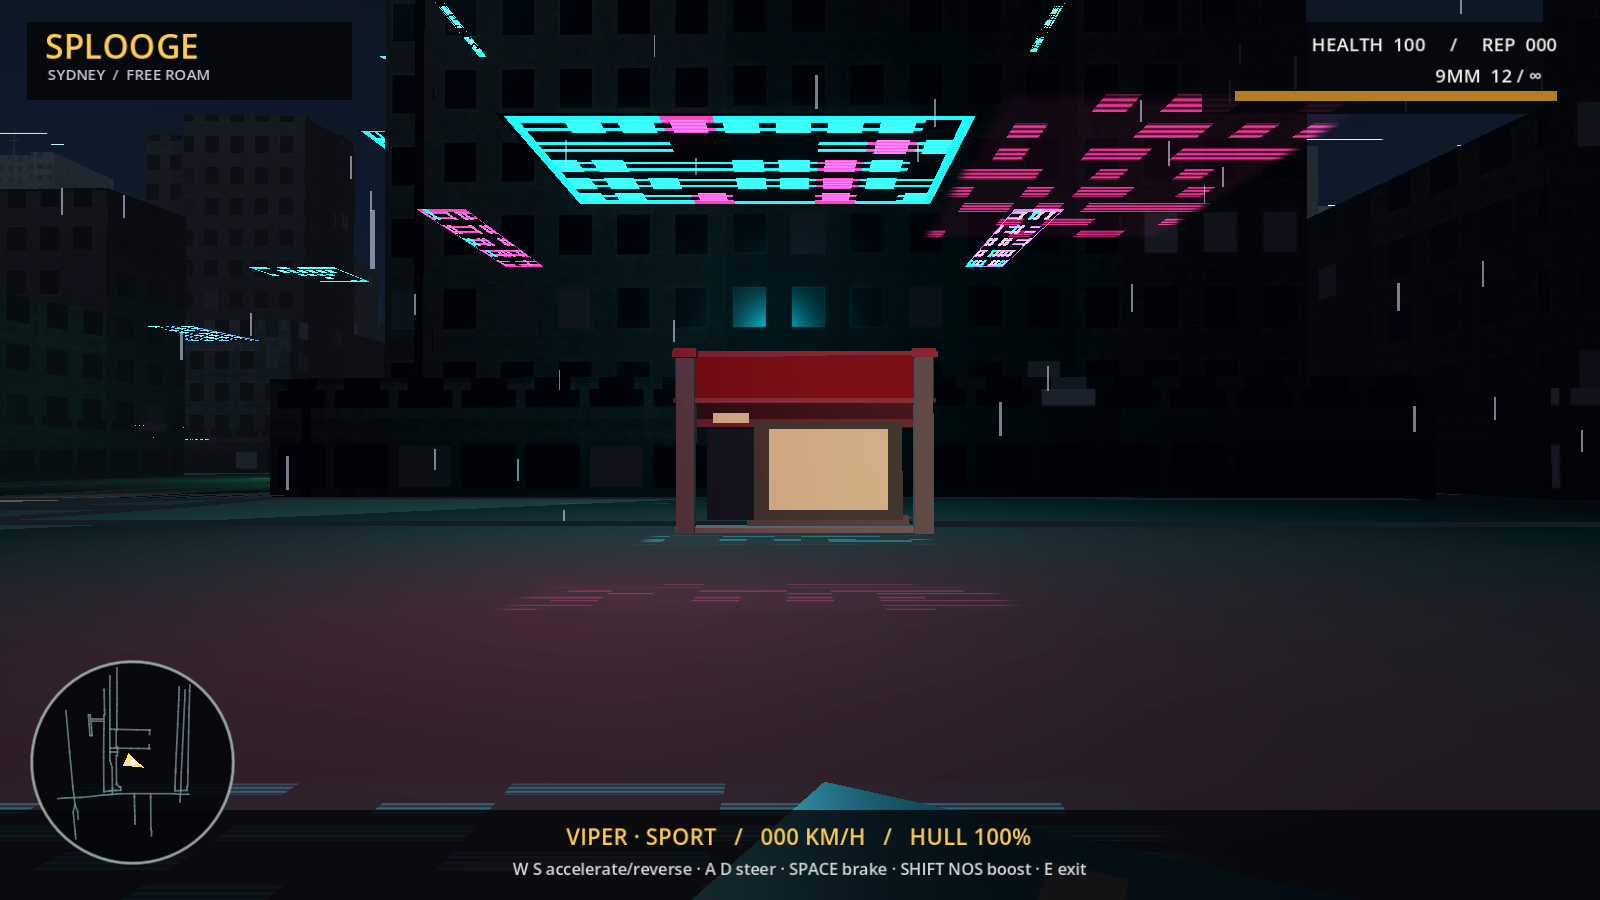 SPLOOGE
SYDNEY / FREE ROAM
HEALTH 100 / REP 000
9MM 12 / ∞
VIPER · SPORT / 000 KM/H / HULL 100%
W S accelerate/reverse · A D steer · SPACE brake · SHIFT NOS boost · E exit